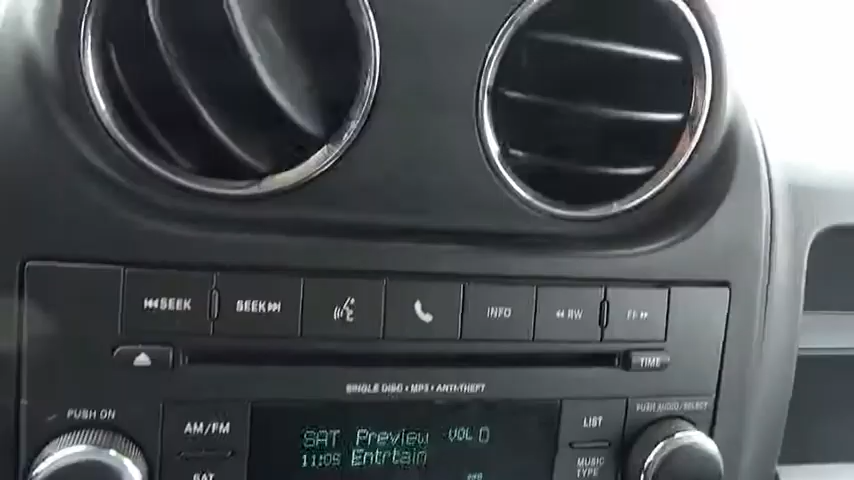 SEEK SEEK INFO RW FF
TIME
SINGLE DISC • MP3 • ANTI-THEFT
PUSH ON PUSH AUDIO/SELECT
AM/FM SAT Preview VOL 0 LIST
11:09 Entrtain
MUSIC
TYPE
SAT